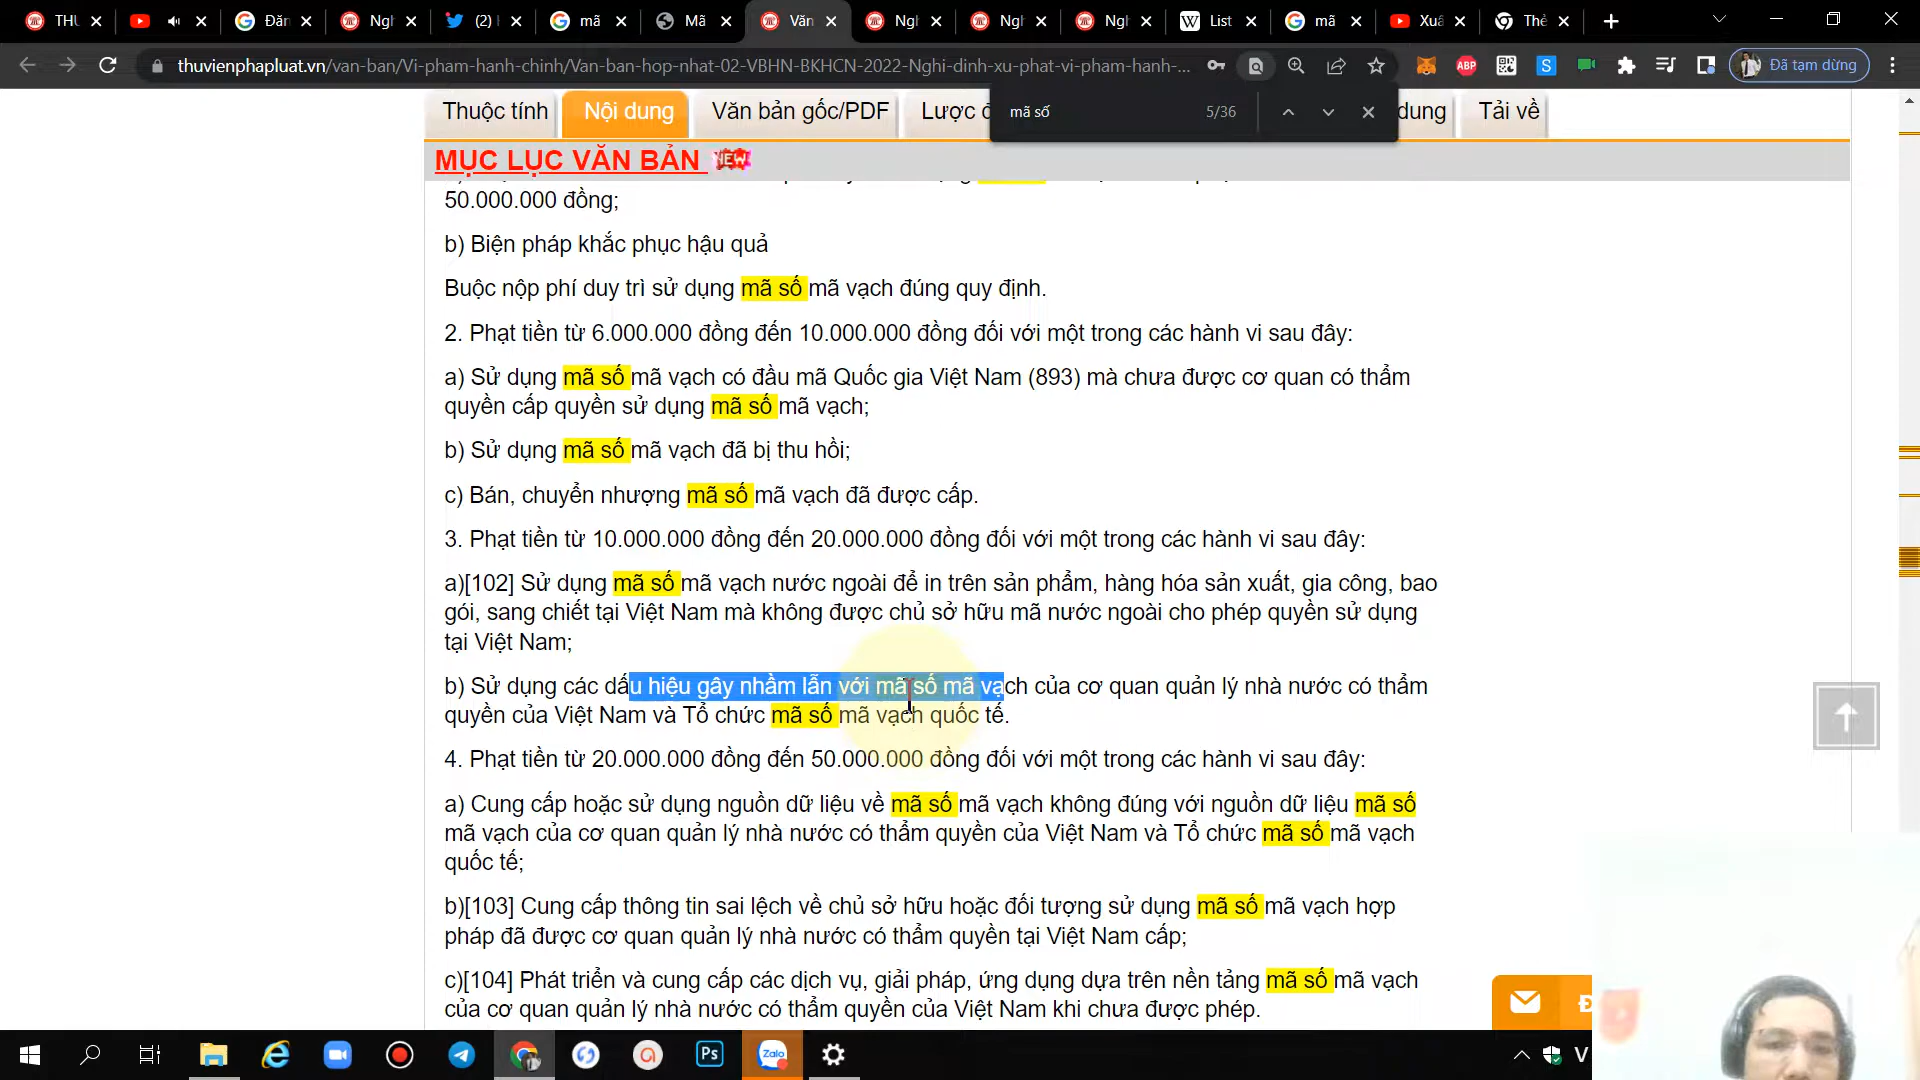 THU
Đăn
Ngh
(2) I
mã
Mã
Văn
Ngh
Ngh
Ngh
List
mã
Xuâ
Thẻ
thuvienphapluat.vn/van-ban/Vi-pham-hanh-chinh/Van-ban-hop-nhat-02-VBHN-BKHCN-2022-Nghi-dinh-xu-phat-vi-pham-hanh-...
ABP
Đã tạm dừng
mã số 5/36
Thuộc tính
Nội dung
Văn bản gốc/PDF
Lược đ
dung
Tải về
MỤC LỤC VĂN BẢN NEW
50.000.000 đồng;
b) Biện pháp khắc phục hậu quả
Buộc nộp phí duy trì sử dụng mã số mã vạch đúng quy định.
2. Phạt tiền từ 6.000.000 đồng đến 10.000.000 đồng đối với một trong các hành vi sau đây:
a) Sử dụng mã số mã vạch có đầu mã Quốc gia Việt Nam (893) mà chưa được cơ quan có thẩm
quyền cấp quyền sử dụng mã số mã vạch;
b) Sử dụng mã số mã vạch đã bị thu hồi;
c) Bán, chuyển nhượng mã số mã vạch đã được cấp.
3. Phạt tiền từ 10.000.000 đồng đến 20.000.000 đồng đối với một trong các hành vi sau đây:
a)[102] Sử dụng mã số mã vạch nước ngoài để in trên sản phẩm, hàng hóa sản xuất, gia công, bao
gói, sang chiết tại Việt Nam mà không được chủ sở hữu mã nước ngoài cho phép quyền sử dụng
tại Việt Nam;
b) Sử dụng các dấu hiệu gây nhầm lẫn với mã số mã vạch của cơ quan quản lý nhà nước có thẩm
quyền của Việt Nam và Tổ chức mã số mã vạch quốc tế.
4. Phạt tiền từ 20.000.000 đồng đến 50.000.000 đồng đối với một trong các hành vi sau đây:
a) Cung cấp hoặc sử dụng nguồn dữ liệu về mã số mã vạch không đúng với nguồn dữ liệu mã số
mã vạch của cơ quan quản lý nhà nước có thẩm quyền của Việt Nam và Tổ chức mã số mã vạch
quốc tế;
b)[103] Cung cấp thông tin sai lệch về chủ sở hữu hoặc đối tượng sử dụng mã số mã vạch hợp
pháp đã được cơ quan quản lý nhà nước có thẩm quyền tại Việt Nam cấp;
c)[104] Phát triển và cung cấp các dịch vụ, giải pháp, ứng dụng dựa trên nền tảng mã số mã vạch
của cơ quan quản lý nhà nước có thẩm quyền của Việt Nam khi chưa được phép.
Ps
Zalo
V